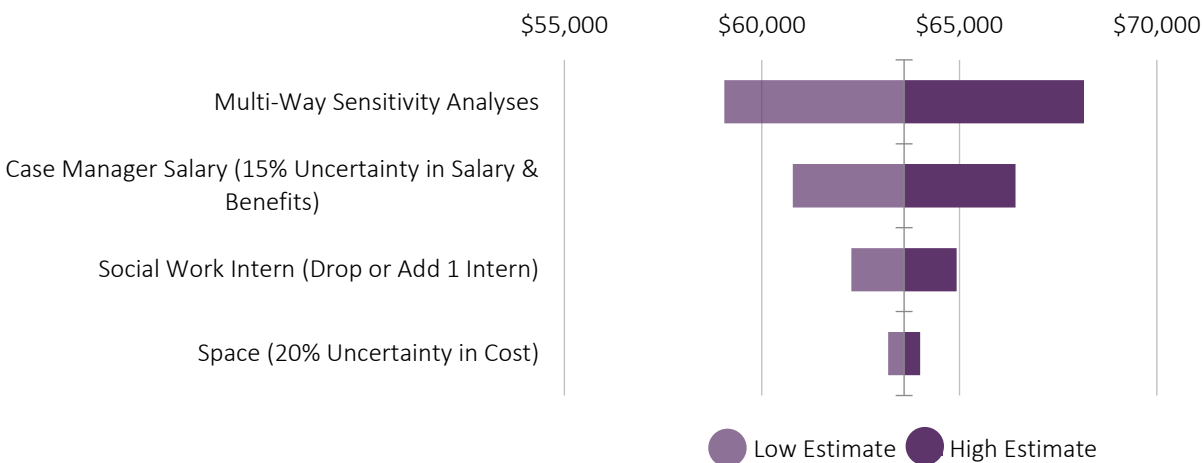 $55,000 $60,000 $65,000 $70,000
Multi-Way Sensitivity Analyses
Case Manager Salary (15% Uncertainty in Salary &
Benefits)
Social Work Intern (Drop or Add 1 Intern)
Space (20% Uncertainty in Cost)
Low Estimate High Estimate